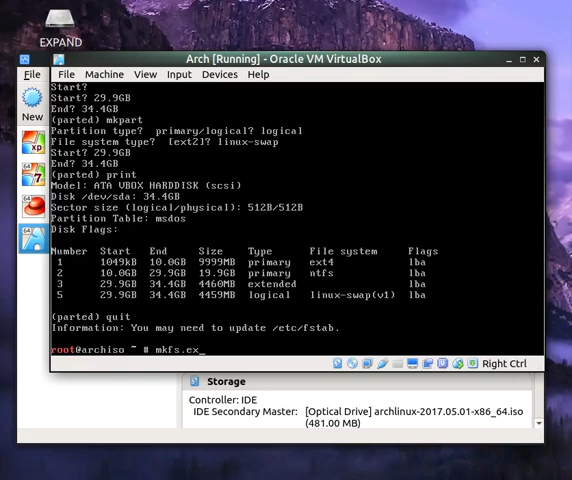 EXPAND
Arch [Running] - Oracle VM VirtualBox
File
File Machine View Input Devices Help
New
Start?
Start? 29.9GB
End? 34.4GB
(parted) mkpart
Partition type? primary/logical? logical
File system type? [ext2]? linux-swap
Start? 29.9GB
End? 34.4GB
(parted) print
Model: ATA VBOX HARDDISK (scsi)
Disk /dev/sda: 34.4GB
Sector size (logical/physical): 512B/512B
Partition Table: msdos
Disk Flags:
Number Start End Size Type File system Flags
1 1049kB 10.0GB 9999MB primary ext4 lba
2 10.0GB 29.9GB 19.9GB primary ntfs lba
3 29.9GB 34.4GB 4460MB extended lba
5 29.9GB 34.4GB 4459MB logical linux-swap(v1) lba
(parted) quit
Information: You may need to update /etc/fstab.
root@archiso ~ # mkfs.ex_
Right Ctrl
Storage
Controller: IDE
IDE Secondary Master: [Optical Drive] archlinux-2017.05.01-x86_64.iso
(481.00 MB)